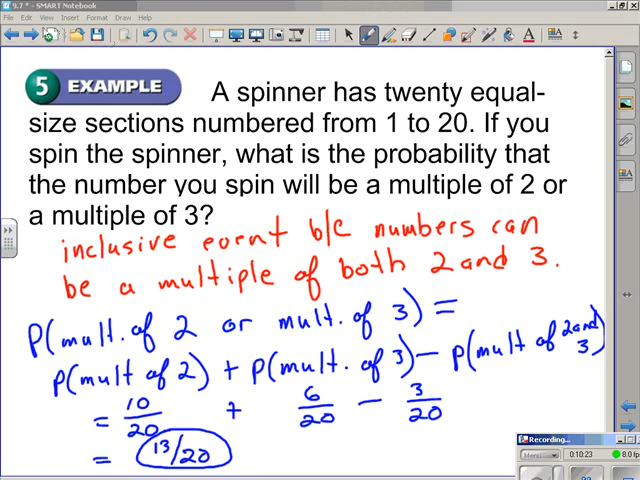 9.7 * - SMART Notebook
File Edit View Insert Format Draw Help
5 EXAMPLE A spinner has twenty equal-
size sections numbered from 1 to 20. If you
spin the spinner, what is the probability that
the number you spin will be a multiple of 2 or
a multiple of 3?
inclusive event b/c numbers can
be a multiple of both 2 and 3.
P(mult. of 2 or mult. of 3) =
P(mult of 2) + P(mult. of 3) - P(mult of 2 and 3)
= 10/20 + 6/20 - 3/20
= 13/20
Recording...
Menu
0:10:23 8.0 fp